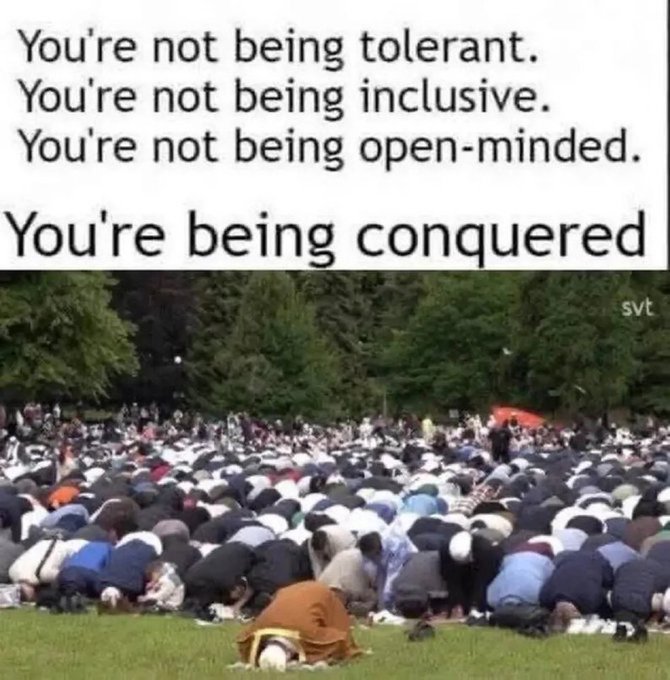 You're not being tolerant.
You're not being inclusive.
You're not being open-minded.
You're being conquered
svt